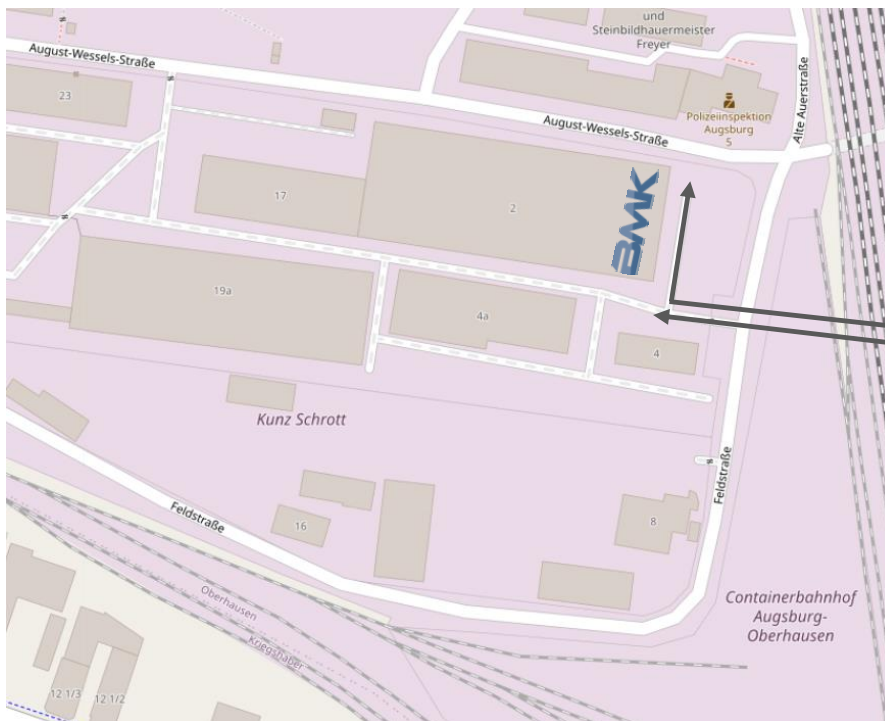 und
Steinbildhauermeister
Freyer
August-Wessels-Straße
23
Polizeiinspektion
Augsburg
5
Alte Auerstraße
August-Wessels-Straße
17
2
BMK
19a
4a
4
Kunz Schrott
Feldstraße
Feldstraße
16
8
Oberhausen
Kriegshaber
Containerbahnhof
Augsburg-
Oberhausen
12 1/3
12 1/2